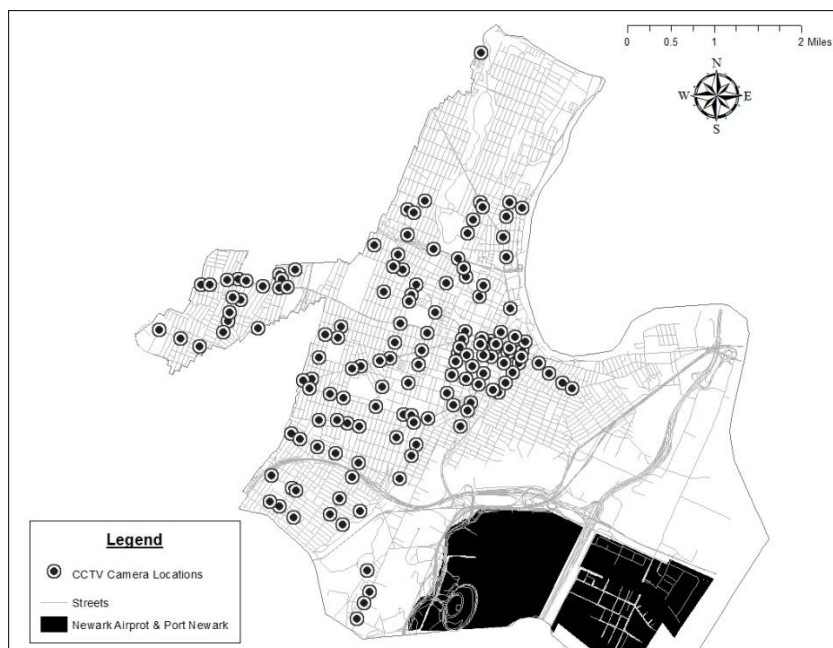 0 0.5 1 2 Miles
N
W E
S
Legend
CCTV Camera Locations
Streets
Newark Airprot & Port Newark